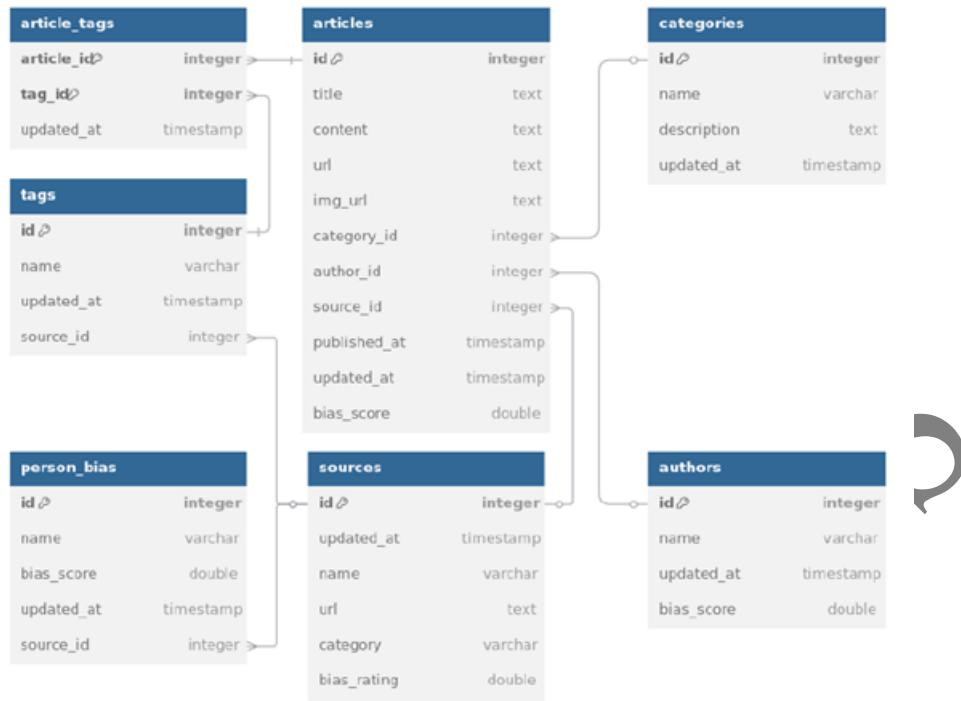 article_tags
article_id integer
tag_id integer
updated_at timestamp
tags
id integer
name varchar
updated_at timestamp
source_id integer
person_bias
id integer
name varchar
bias_score double
updated_at timestamp
source_id integer
articles
id integer
title text
content text
url text
img_url text
category_id integer
author_id integer
source_id integer
published_at timestamp
updated_at timestamp
bias_score double
sources
id integer
updated_at timestamp
name varchar
url text
category varchar
bias_rating double
categories
id integer
name varchar
description text
updated_at timestamp
authors
id integer
name varchar
updated_at timestamp
bias_score double